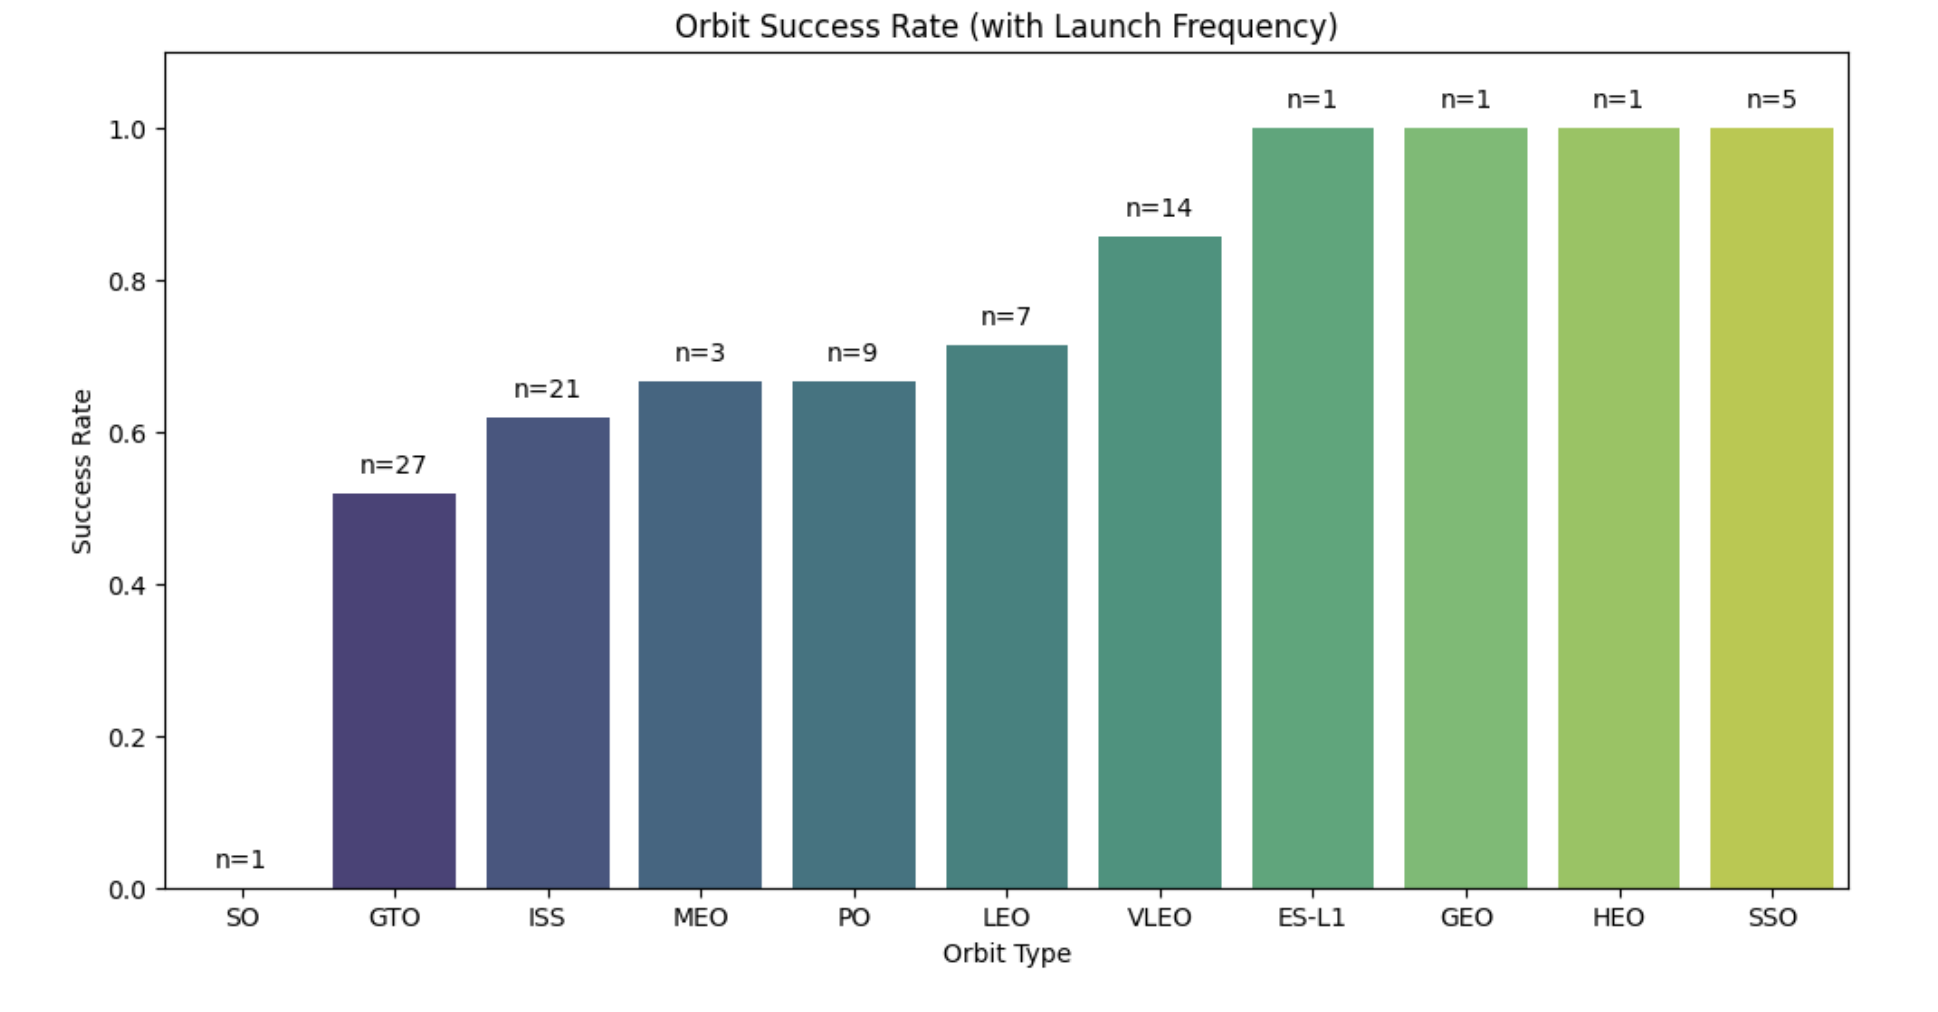 Orbit Success Rate (with Launch Frequency)
n=1 n=1 n=1 n=5
1.0
n=14
0.8
n=7
n=3 n=9
n=21
0.6
n=27
Success Rate
0.4
0.2
n=1
0.0
SO GTO ISS MEO PO LEO VLEO ES-L1 GEO HEO SSO
Orbit Type